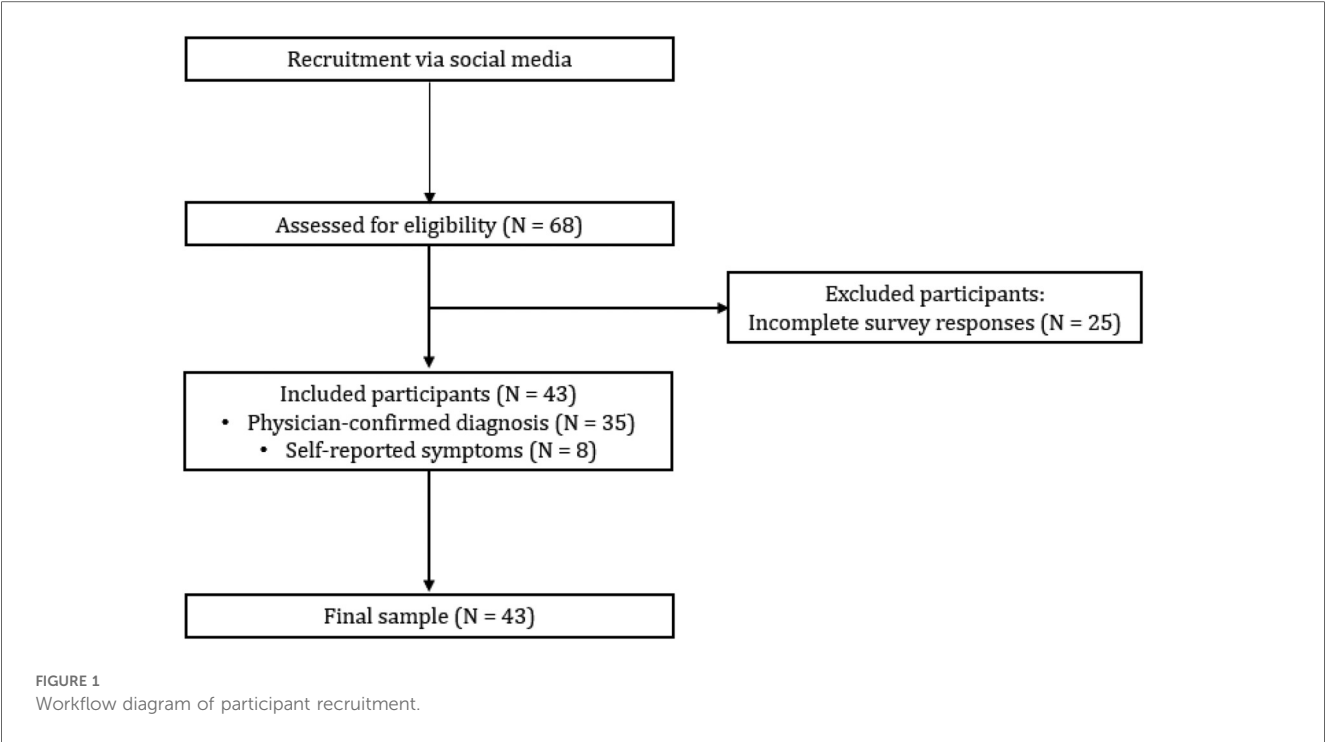 Recruitment via social media
Assessed for eligibility (N = 68)
Excluded participants:
Incomplete survey responses (N = 25)
Included participants (N = 43)
• Physician-confirmed diagnosis (N = 35)
• Self-reported symptoms (N = 8)
Final sample (N = 43)
FIGURE 1
Workflow diagram of participant recruitment.